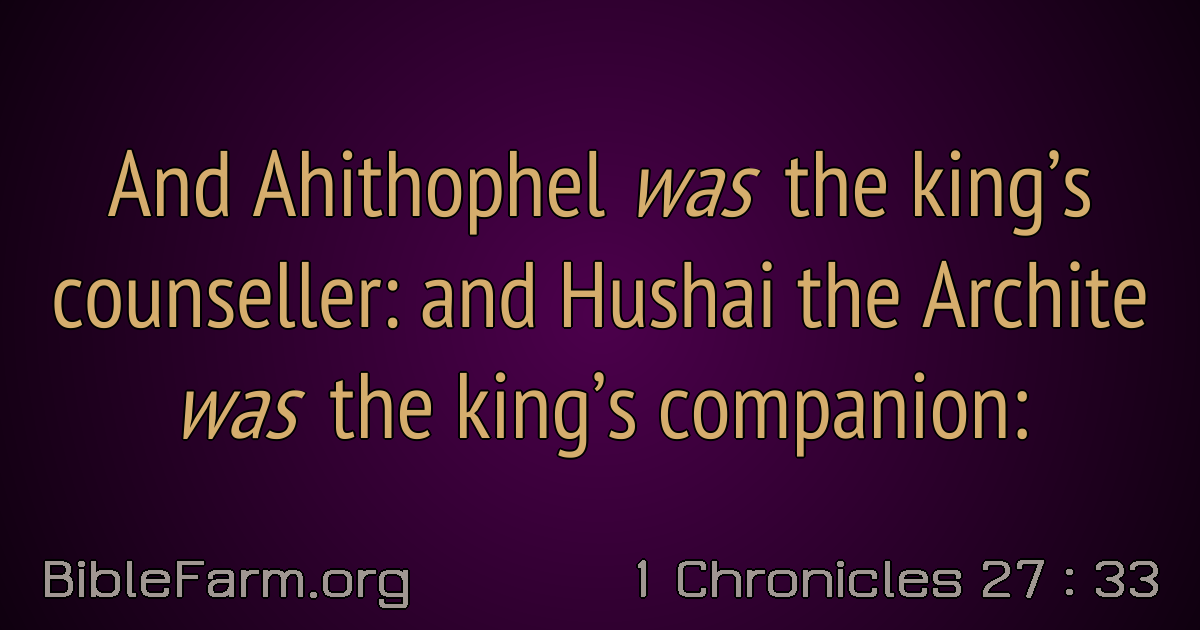 And Ahithophel was the king’s
counseller: and Hushai the Archite
was the king’s companion:
BibleFarm.org
1 Chronicles 27 : 33